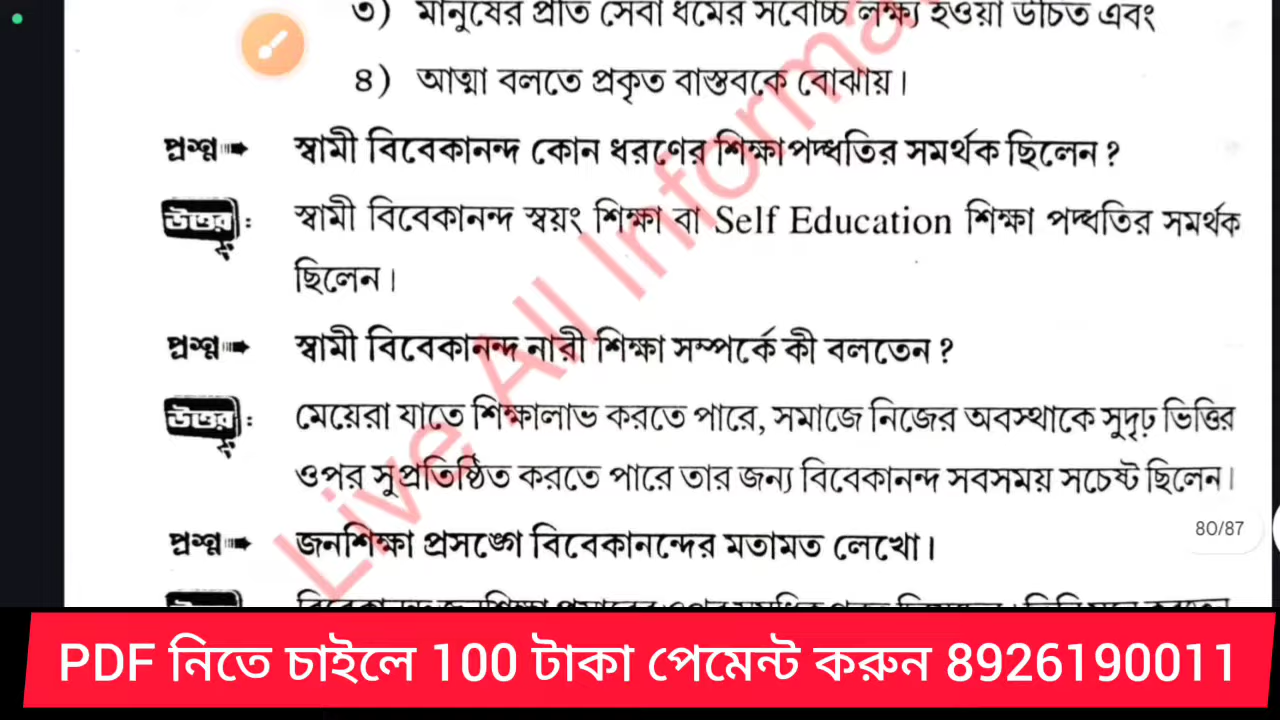 ৩) মানুষের প্রতি সেবা ধর্মের সর্বোচ্চ লক্ষ্য হওয়া উচিত এবং
৪) আত্মা বলতে প্রকৃত বাস্তবকে বোঝায়।
প্রশ্ন স্বামী বিবেকানন্দ কোন ধরণের শিক্ষা পদ্ধতির সমর্থক ছিলেন ?
উত্তর : স্বামী বিবেকানন্দ স্বয়ং শিক্ষা বা Self Education শিক্ষা পদ্ধতির সমর্থক
ছিলেন।
প্রশ্ন স্বামী বিবেকানন্দ নারী শিক্ষা সম্পর্কে কী বলতেন ?
উত্তর : মেয়েরা যাতে শিক্ষালাভ করতে পারে, সমাজে নিজের অবস্থাকে সুদৃঢ় ভিত্তির
ওপর সুপ্রতিষ্ঠিত করতে পারে তার জন্য বিবেকানন্দ সবসময় সচেষ্ট ছিলেন।
80/87
প্রশ্ন জনশিক্ষা প্রসঙ্গে বিবেকানন্দের মতামত লেখো।
Live All Informa
PDF নিতে চাইলে 100 টাকা পেমেন্ট করুন 8926190011